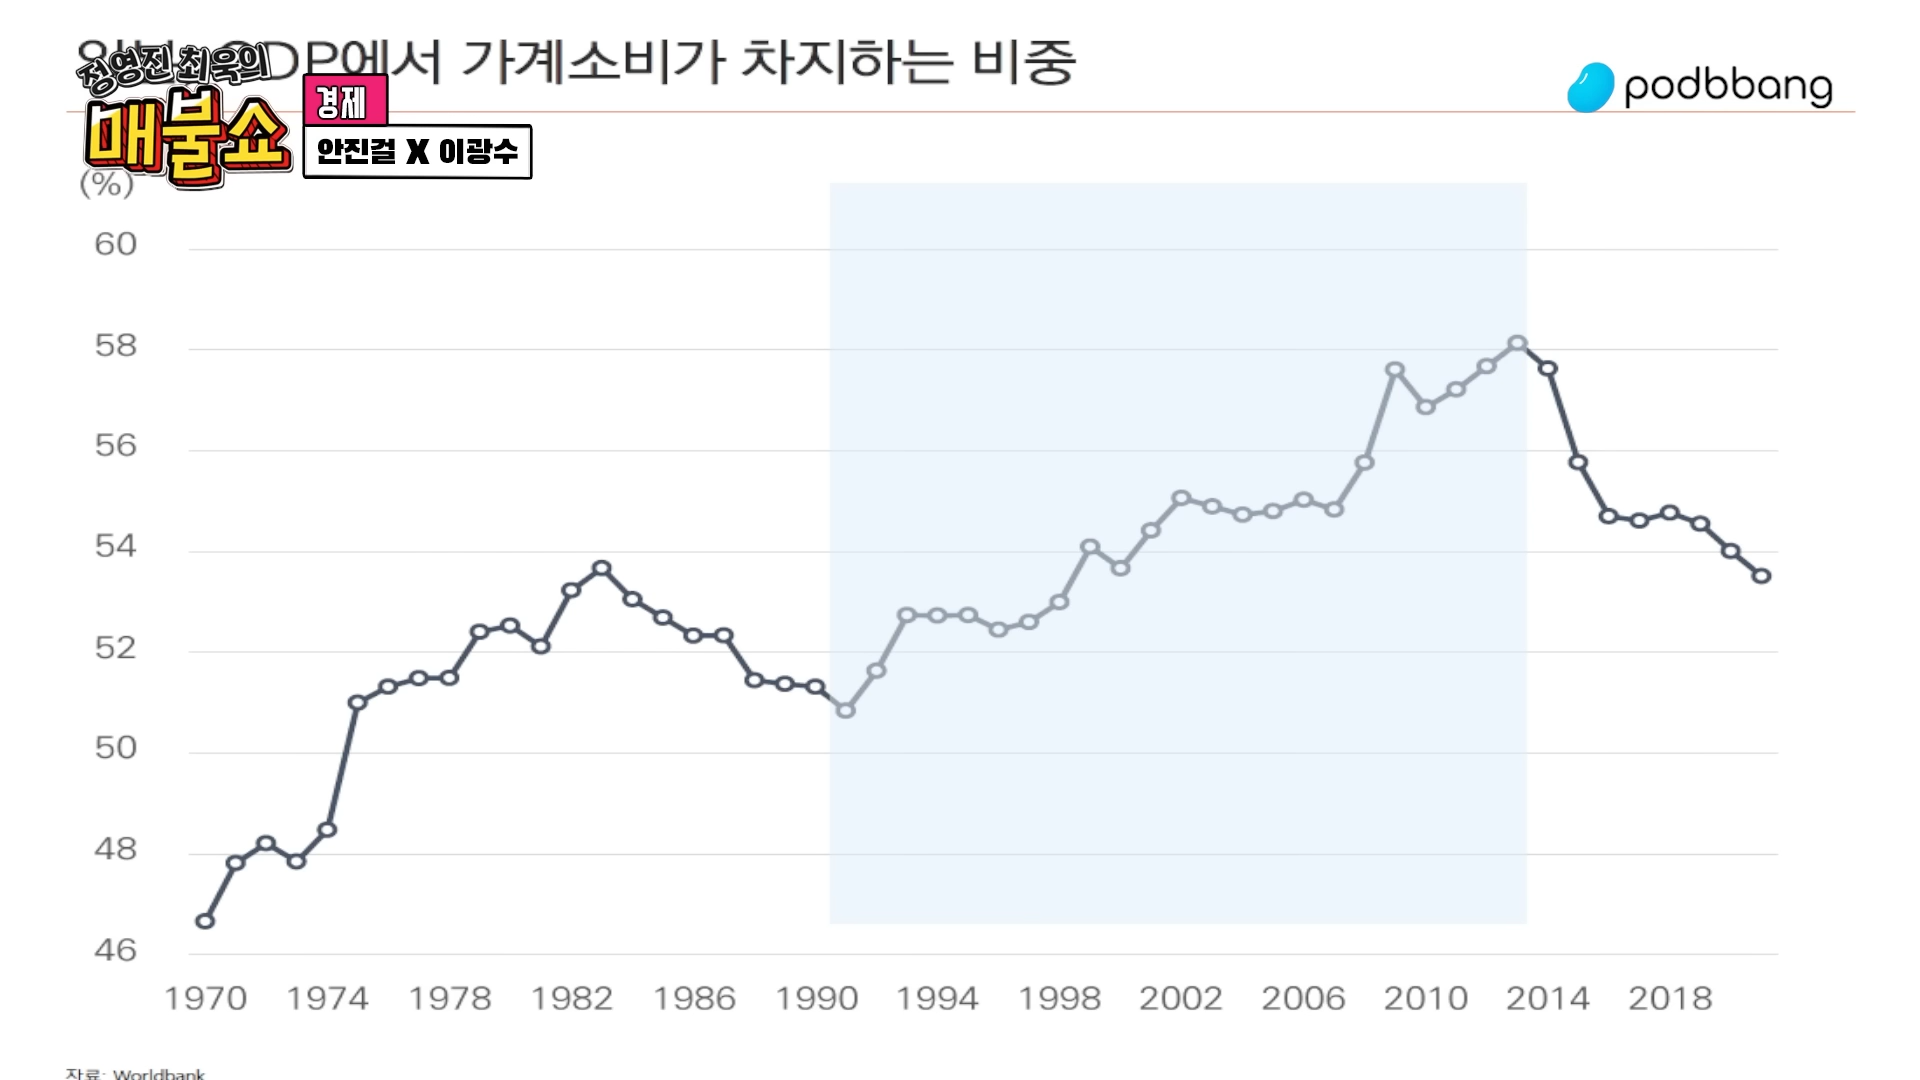 GDP에서 가계소비가 차지하는 비중
정영진 최욱의
매불쇼
경제
안진걸 X 이광수
podbbang
(%)
60
58
56
54
52
50
48
46
1970 1974 1978 1982 1986 1990 1994 1998 2002 2006 2010 2014 2018
자료: Worldbank